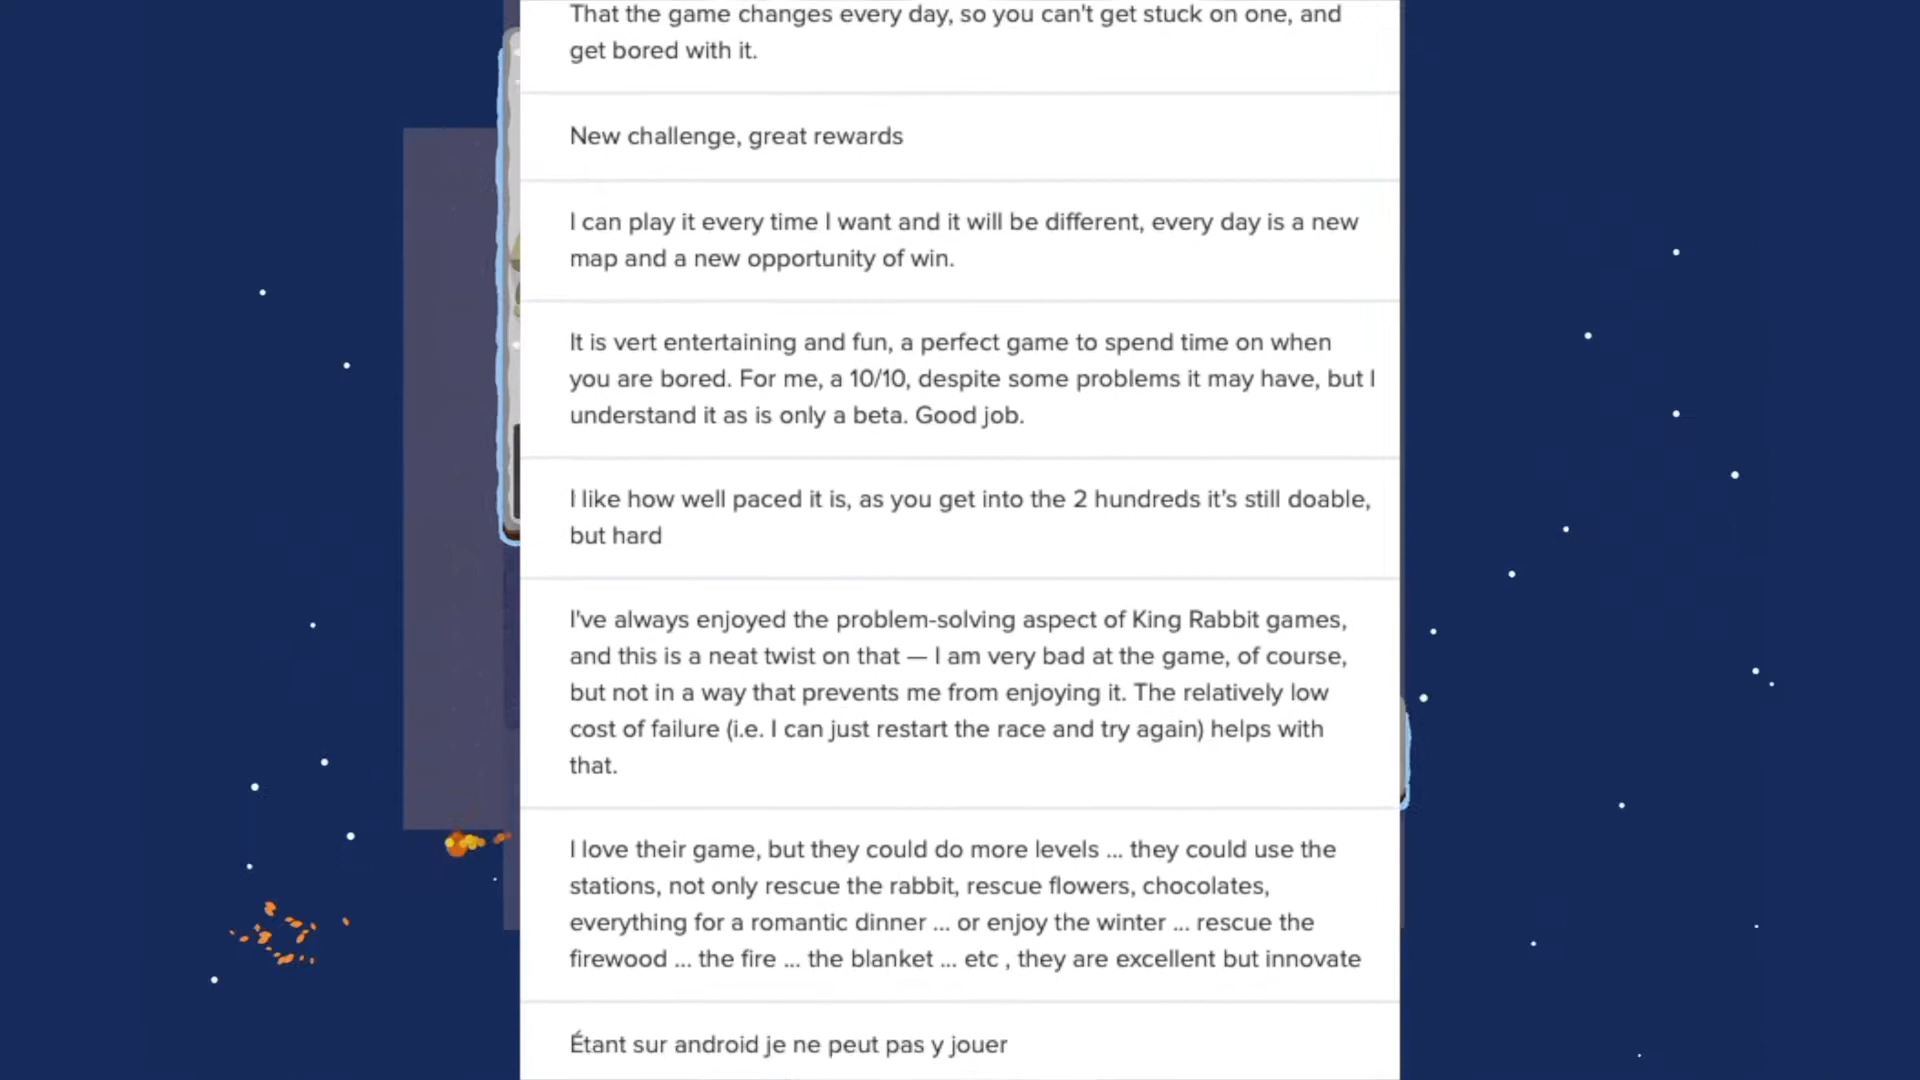 That the game changes every day, so you can't get stuck on one, and
get bored with it.
New challenge, great rewards
I can play it every time I want and it will be different, every day is a new
map and a new opportunity of win.
It is vert entertaining and fun, a perfect game to spend time on when
you are bored. For me, a 10/10, despite some problems it may have, but I
understand it as is only a beta. Good job.
I like how well paced it is, as you get into the 2 hundreds it’s still doable,
but hard
I've always enjoyed the problem-solving aspect of King Rabbit games,
and this is a neat twist on that — I am very bad at the game, of course,
but not in a way that prevents me from enjoying it. The relatively low
cost of failure (i.e. I can just restart the race and try again) helps with
that.
I love their game, but they could do more levels ... they could use the
stations, not only rescue the rabbit, rescue flowers, chocolates,
everything for a romantic dinner ... or enjoy the winter ... rescue the
firewood ... the fire ... the blanket ... etc , they are excellent but innovate
Étant sur android je ne peut pas y jouer